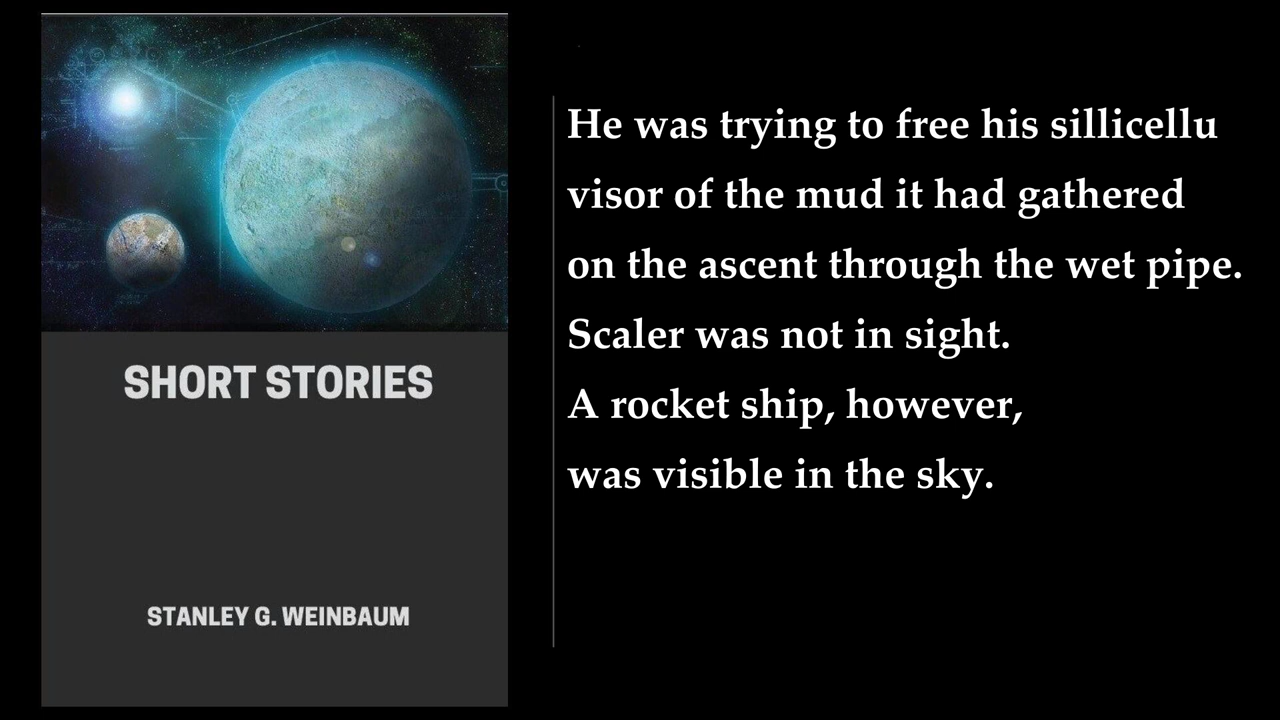 SHORT STORIES
STANLEY G. WEINBAUM
He was trying to free his sillicellu
visor of the mud it had gathered
on the ascent through the wet pipe.
Scaler was not in sight.
A rocket ship, however,
was visible in the sky.